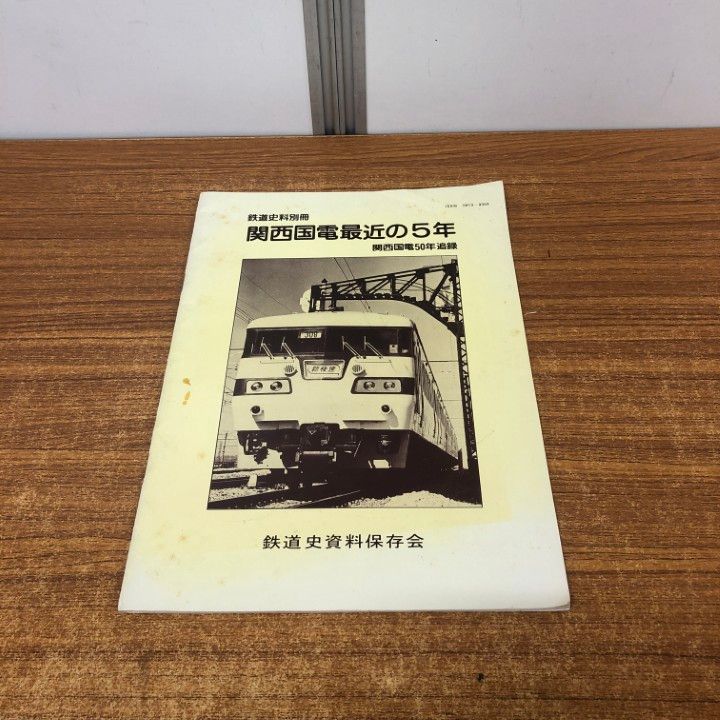 鉄道史料別冊
関西国電最近の5年
関西国電50年追録
新快速
鉄道史資料保存会